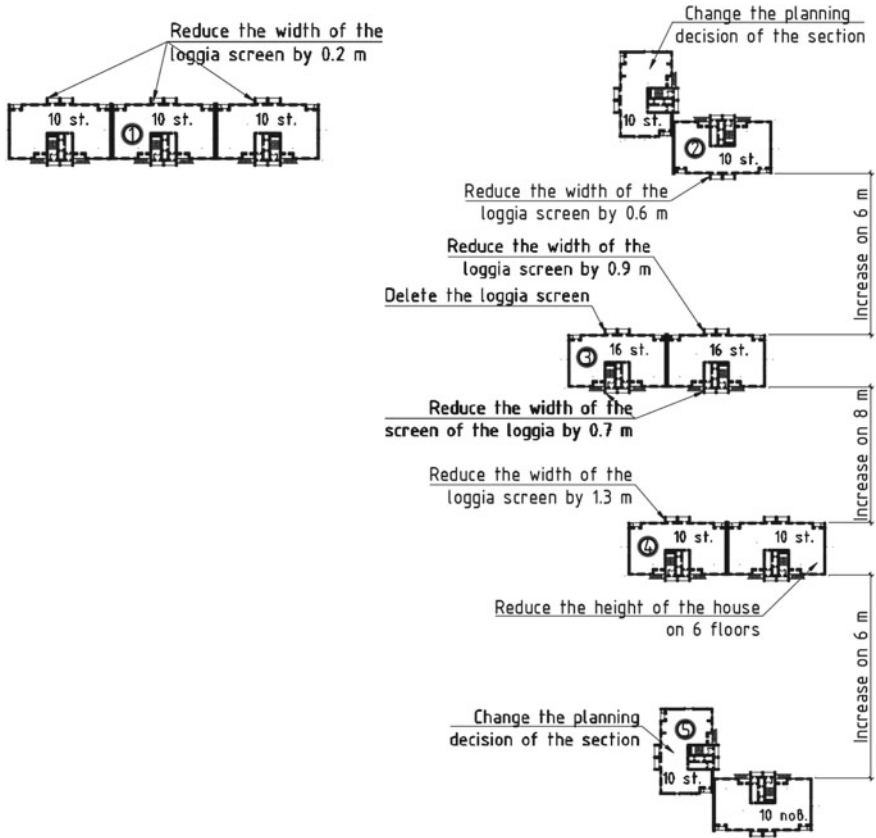 Reduce the width of the
loggia screen by 0.2 m
10 st.
10 st.
10 st.
1
Change the planning
decision of the section
10 st.
2
10 st.
Reduce the width of the
loggia screen by 0.6 m
Increase on 6 m
Reduce the width of the
loggia screen by 0.9 m
Delete the loggia screen
3
16 st.
16 st.
Reduce the width of the
screen of the loggia by 0.7 m
Increase on 8 m
Reduce the width of the
loggia screen by 1.3 m
4
10 st.
10 st.
Reduce the height of the house
on 6 floors
Increase on 6 m
Change the planning
decision of the section
5
10 st.
10 пов.